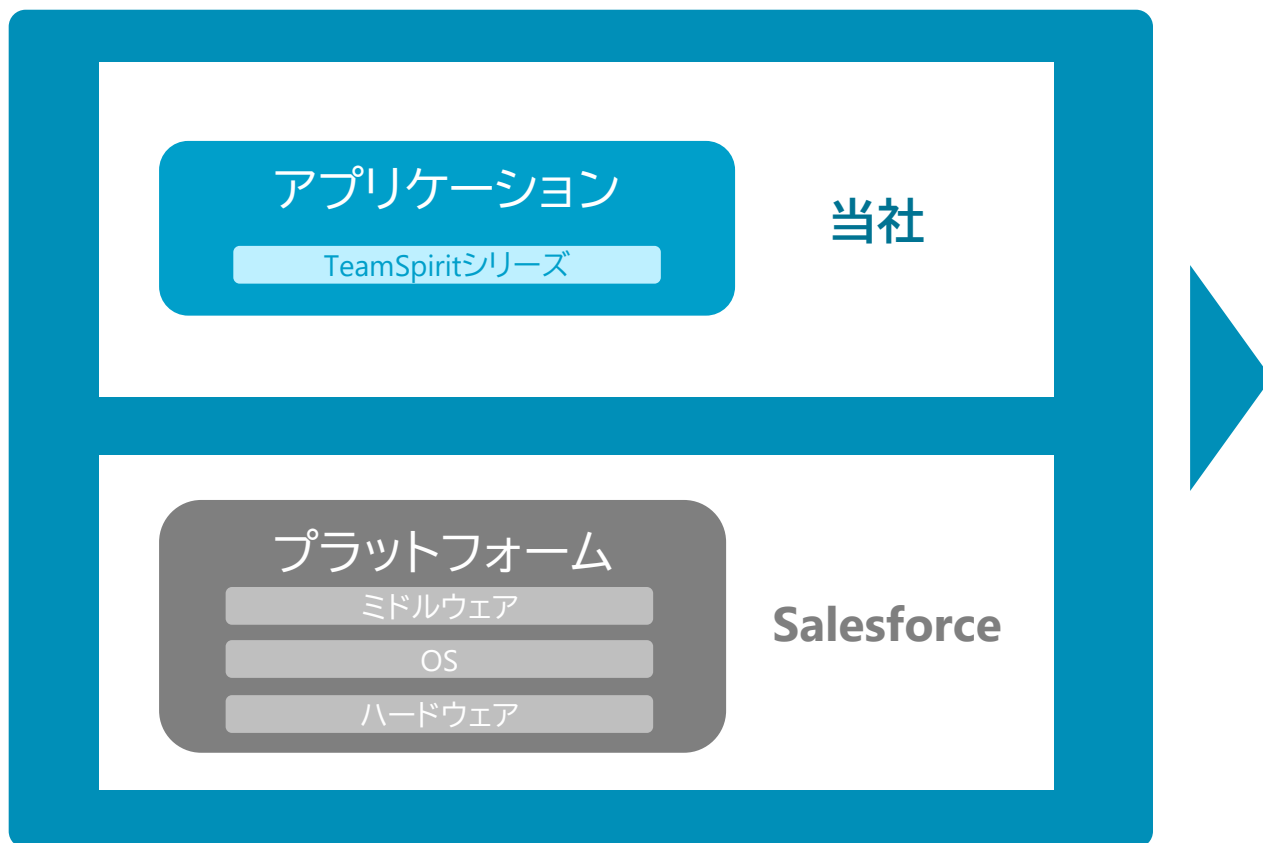 アプリケーション
TeamSpiritシリーズ
当社
プラットフォーム
ミドルウェア
OS
ハードウェア
Salesforce